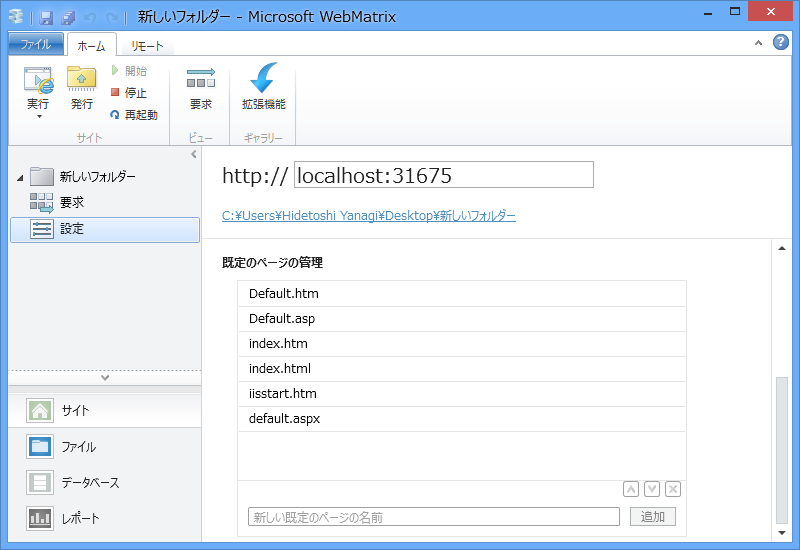 新しいフォルダー - Microsoft WebMatrix
ファイル
ホーム
リモート
実行
発行
開始
停止
再起動
要求
拡張機能
サイト
ビュー
ギャラリー
新しいフォルダー
要求
設定
http:// localhost:31675
C:¥Users¥Hidetoshi Yanagi¥Desktop¥新しいフォルダー
既定のページの管理
Default.htm
Default.asp
index.htm
index.html
iisstart.htm
default.aspx
新しい既定のページの名前
追加
サイト
ファイル
データベース
レポート